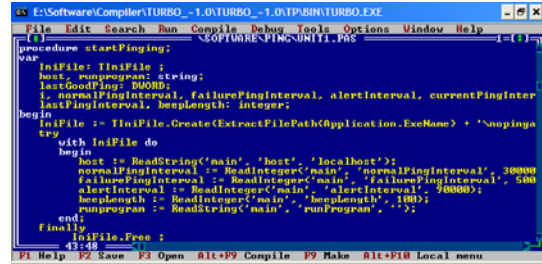 E:\Software\Compiler\TURBO_~1.0\TURBO_~1.0\TP\BIN\TURBO.EXE
File Edit Search Run Compile Debug Tools Options Window Help
\SOFTWARE\PING\UNIT1.PAS 1=[↕]
procedure startPinging;
var
IniFile: TIniFile ;
host, runprogram: string;
lastGoodPing: DWORD;
i, normalPingInterval, failurePingInterval, alertInterval, currentPingInter
lastPingInterval, beepLength: integer;
begin
IniFile := TIniFile.Create(ExtractFilePath(Application.ExeName) + '\nopinga
try
with IniFile do
begin
host := ReadString('main', 'host', 'localhost');
normalPingInterval := ReadInteger('main', 'normalPingInterval', 30000
failurePingInterval := ReadInteger('main', 'failurePingInterval', 500
alertInterval := ReadInteger('main', 'alertInterval', 90000);
beepLength := ReadInteger('main', 'beepLength', 100);
runprogram := ReadString('main', 'runProgram', '');
end;
finally
IniFile.Free ;
43:48
F1 Help F2 Save F3 Open Alt+F9 Compile F9 Make Alt+F10 Local menu